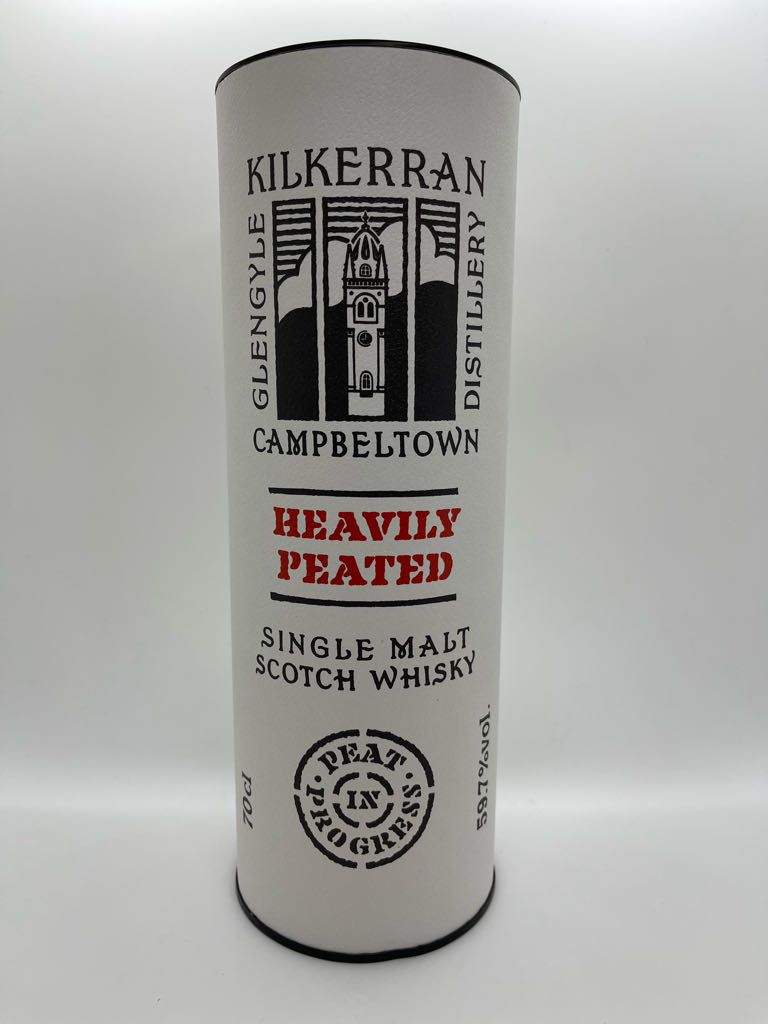 KILKERRAN
GLENGYLE
DISTILLERY
CAMPBELTOWN
HEAVILY
PEATED
SINGLE MALT
SCOTCH WHISKY
PEAT
IN
PROGRESS
70cl
59.7%vol.